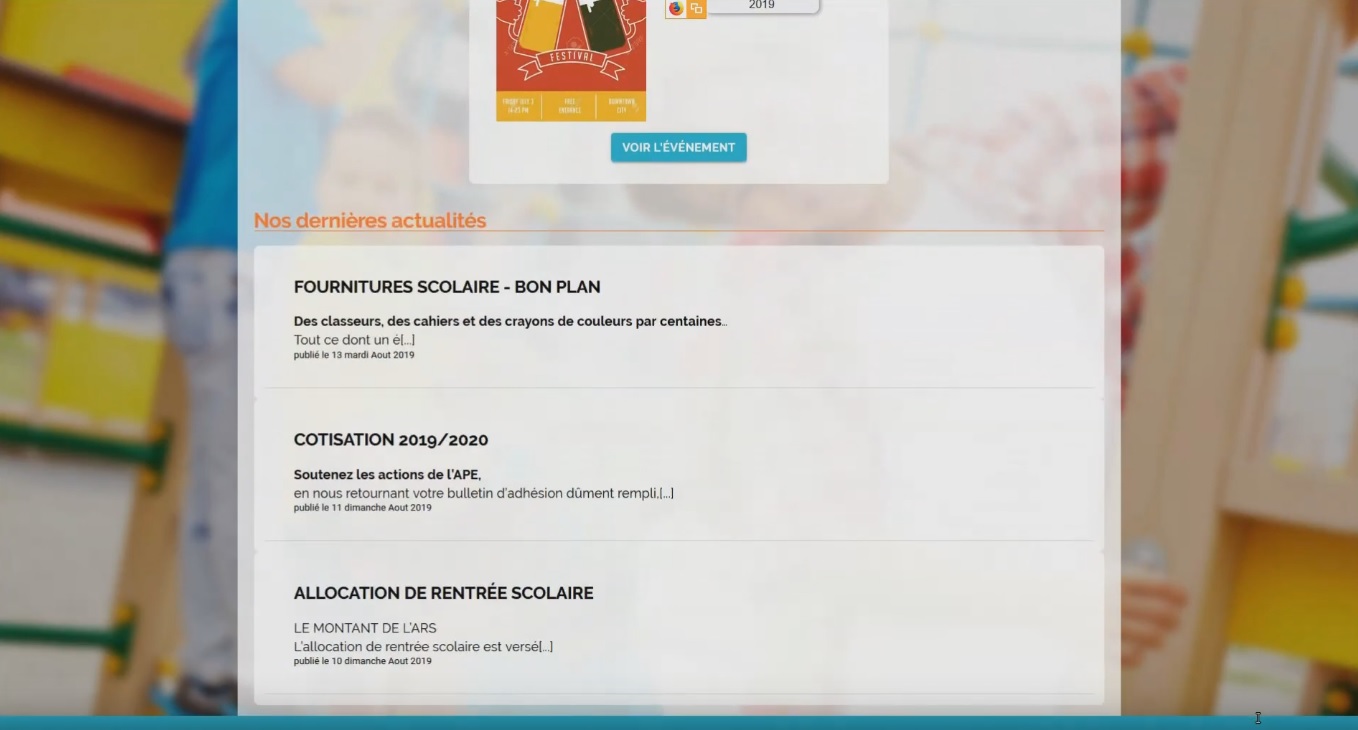 2019
FESTIVAL
FRIDAY JULY 3
FREE
ENTRANCE
DOWNTOWN
CITY
VOIR L'ÉVÉNEMENT
Nos dernières actualités
FOURNITURES SCOLAIRE - BON PLAN
Des classeurs, des cahiers et des crayons de couleurs par centaines…
Tout ce dont un é[...]
publié le 13 mardi Aout 2019
COTISATION 2019/2020
Soutenez les actions de l'APE,
en nous retournant votre bulletin d'adhésion dûment rempli,[...]
publié le 11 dimanche Aout 2019
ALLOCATION DE RENTRÉE SCOLAIRE
LE MONTANT DE L'ARS
L'allocation de rentrée scolaire est versé[...]
publié le 10 dimanche Aout 2019